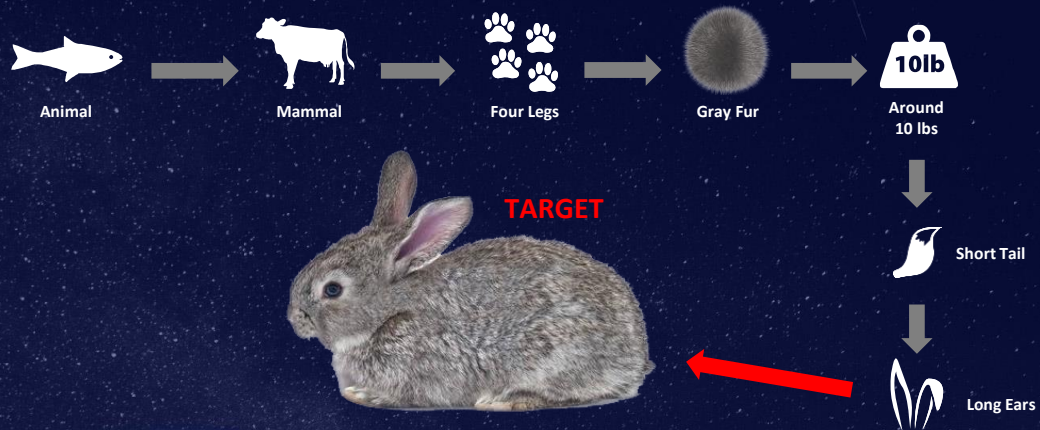 Animal
Mammal
Four Legs
Gray Fur
10lb
Around
10 lbs
TARGET
Short Tail
Long Ears